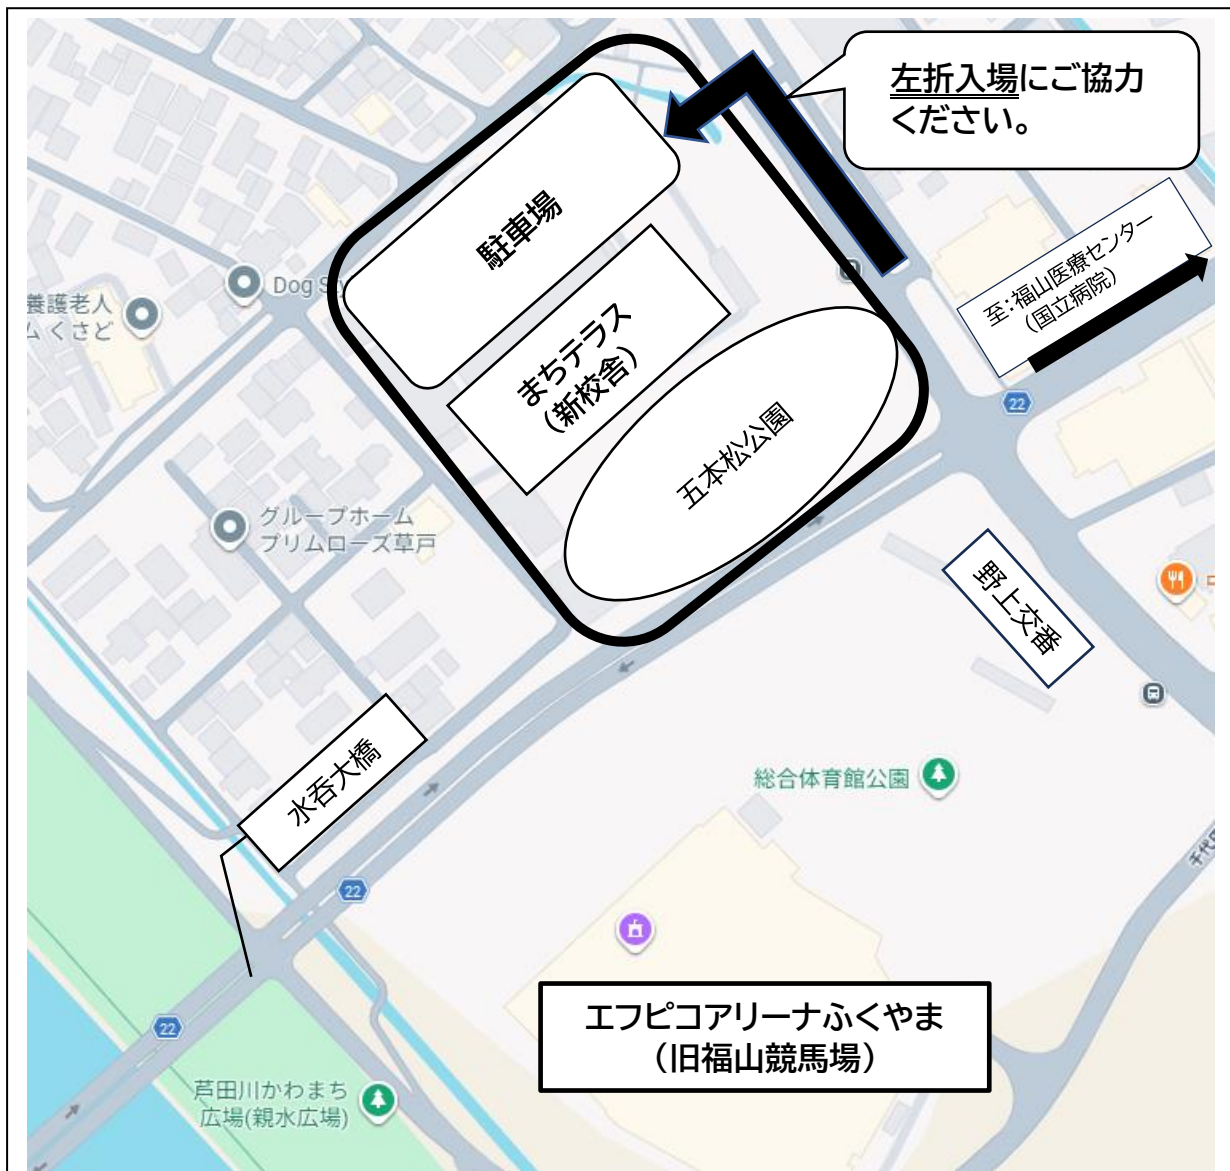 左折入場にご協力
ください。
駐車場
至:福山医療センター
(国立病院)
Dog S
養護老人
ム くさど
まちテラス
(新校舎)
22
五本松公園
グループホーム
プリムローズ草戸
野上交番
水呑大橋
総合体育館公園
千代田
22
エフピコアリーナふくやま
(旧福山競馬場)
22
芦田川かわまち
広場(親水広場)